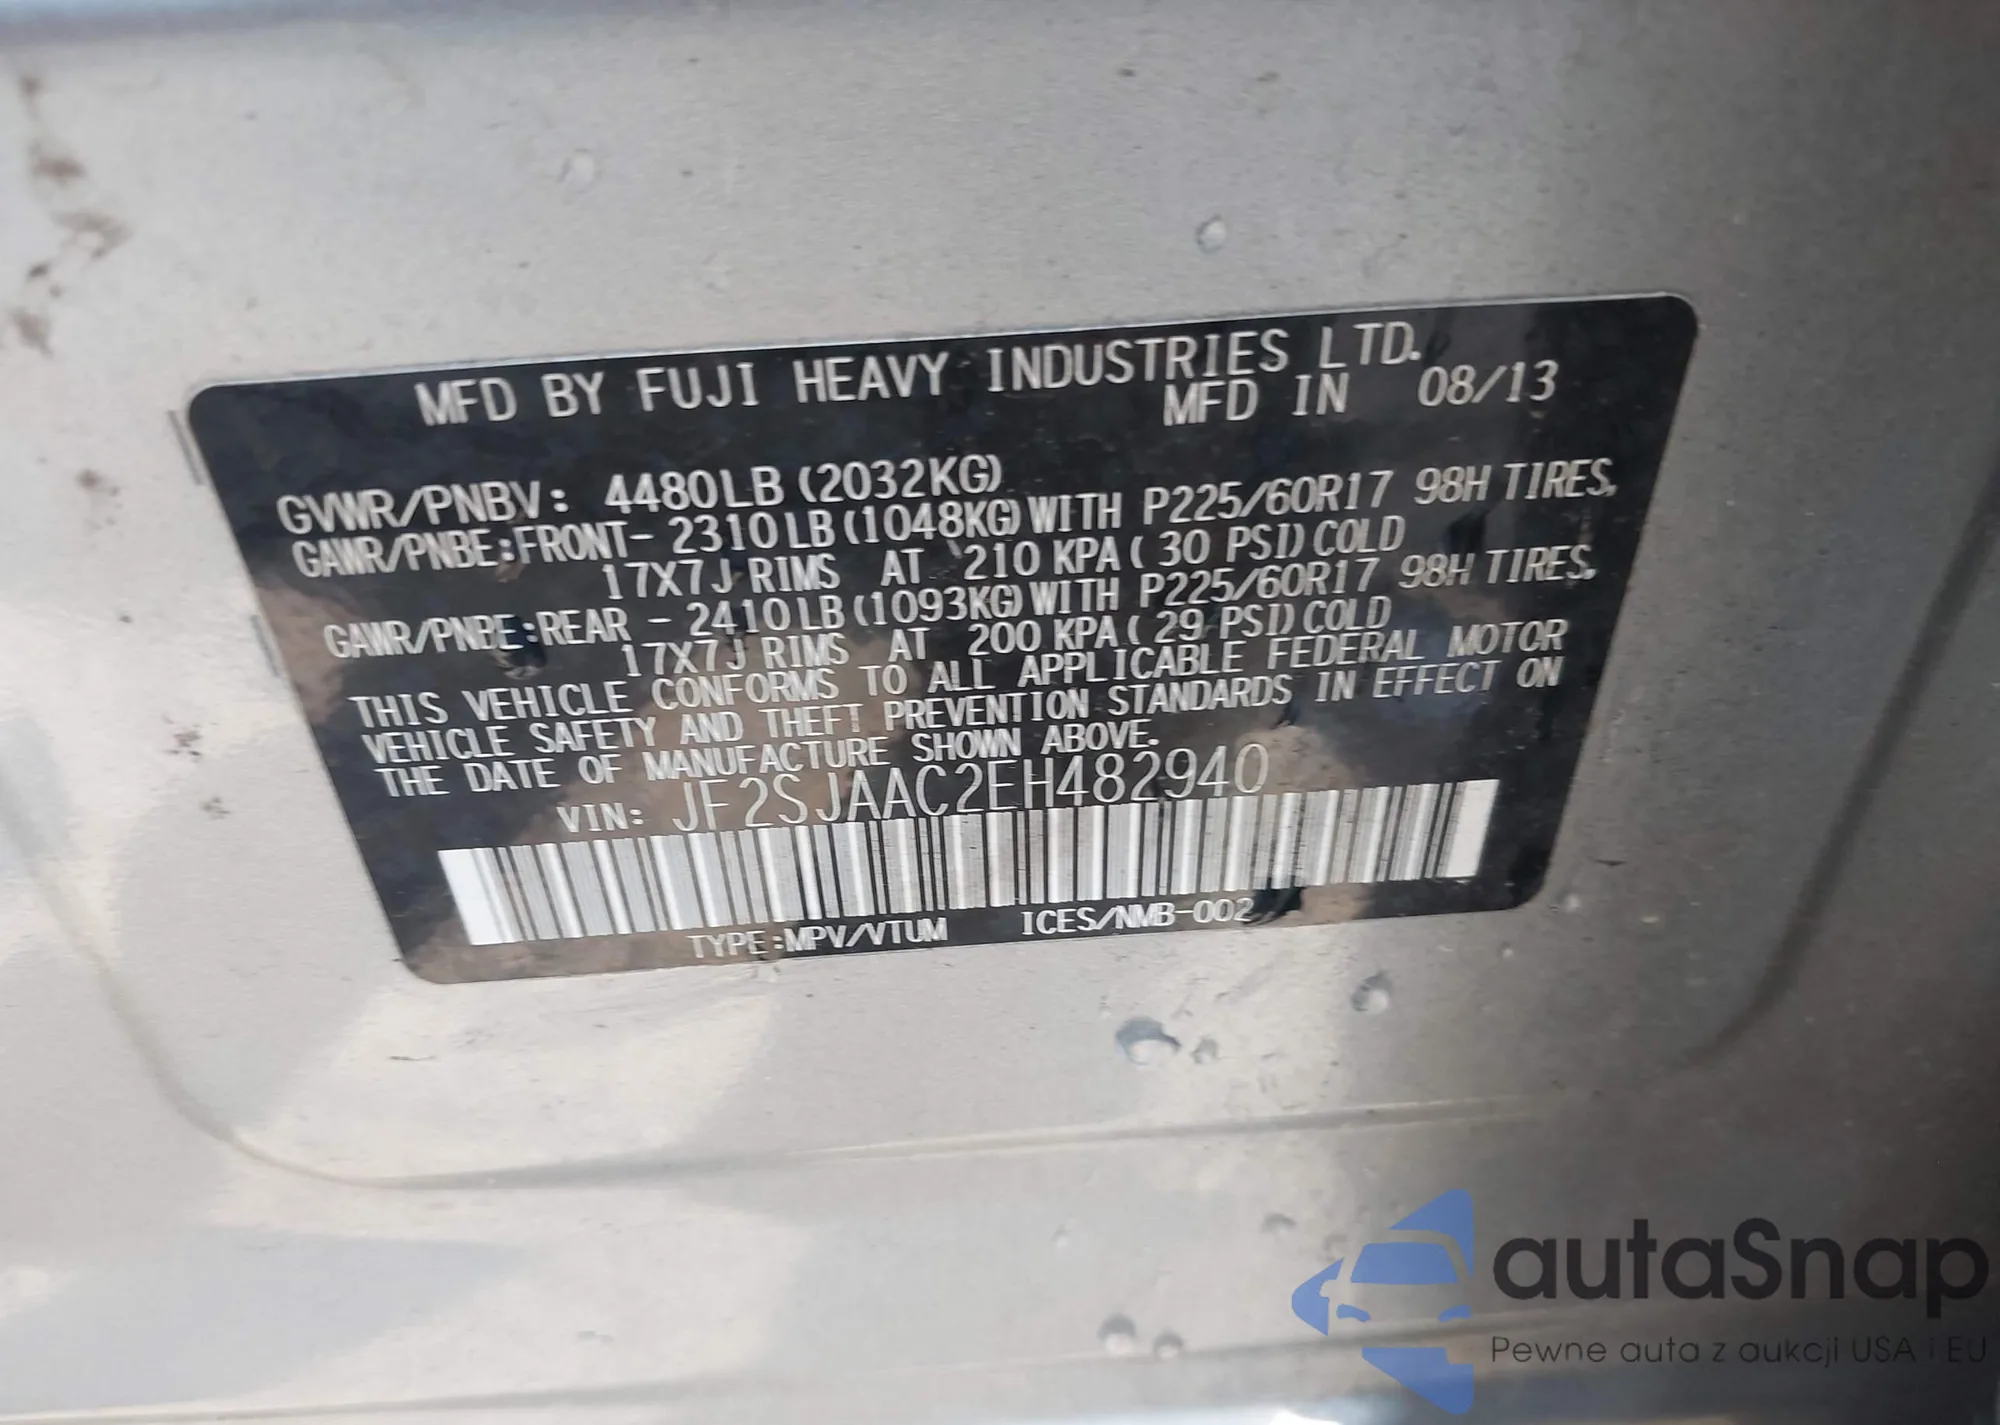 MFD BY FUJI HEAVY INDUSTRIES LTD.
MFD IN 08/13
GVWR/PNBV: 4480LB (2032KG)
GAWR/PNBE:FRONT- 2310LB(1048KG)WITH P225/60R17 98H TIRES,
17X7J RIMS AT 210 KPA( 30 PSI)COLD
GAWR/PNBE:REAR - 2410LB(1093KG)WITH P225/60R17 98H TIRES,
17X7J RIMS AT 200 KPA( 29 PSI)COLD
THIS VEHICLE CONFORMS TO ALL APPLICABLE FEDERAL MOTOR
VEHICLE SAFETY AND THEFT PREVENTION STANDARDS IN EFFECT ON
THE DATE OF MANUFACTURE SHOWN ABOVE.
VIN: JF2SJAAC2EH482940
TYPE:MPV/VTUM ICES/NMB-002
autaSnap
Pewne auta z aukcji USA i EU